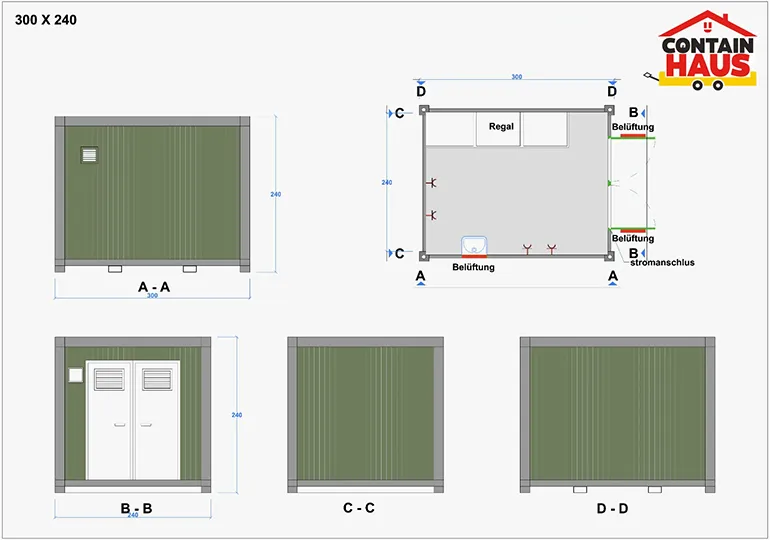 300 X 240
CONTAIN
HAUS
300
D
D
C
B
Belüftung
Regal
240
240
Belüftung
C
B
stromanschlus
Belüftung
A
A
A - A
300
240
B - B
240
C - C
D - D